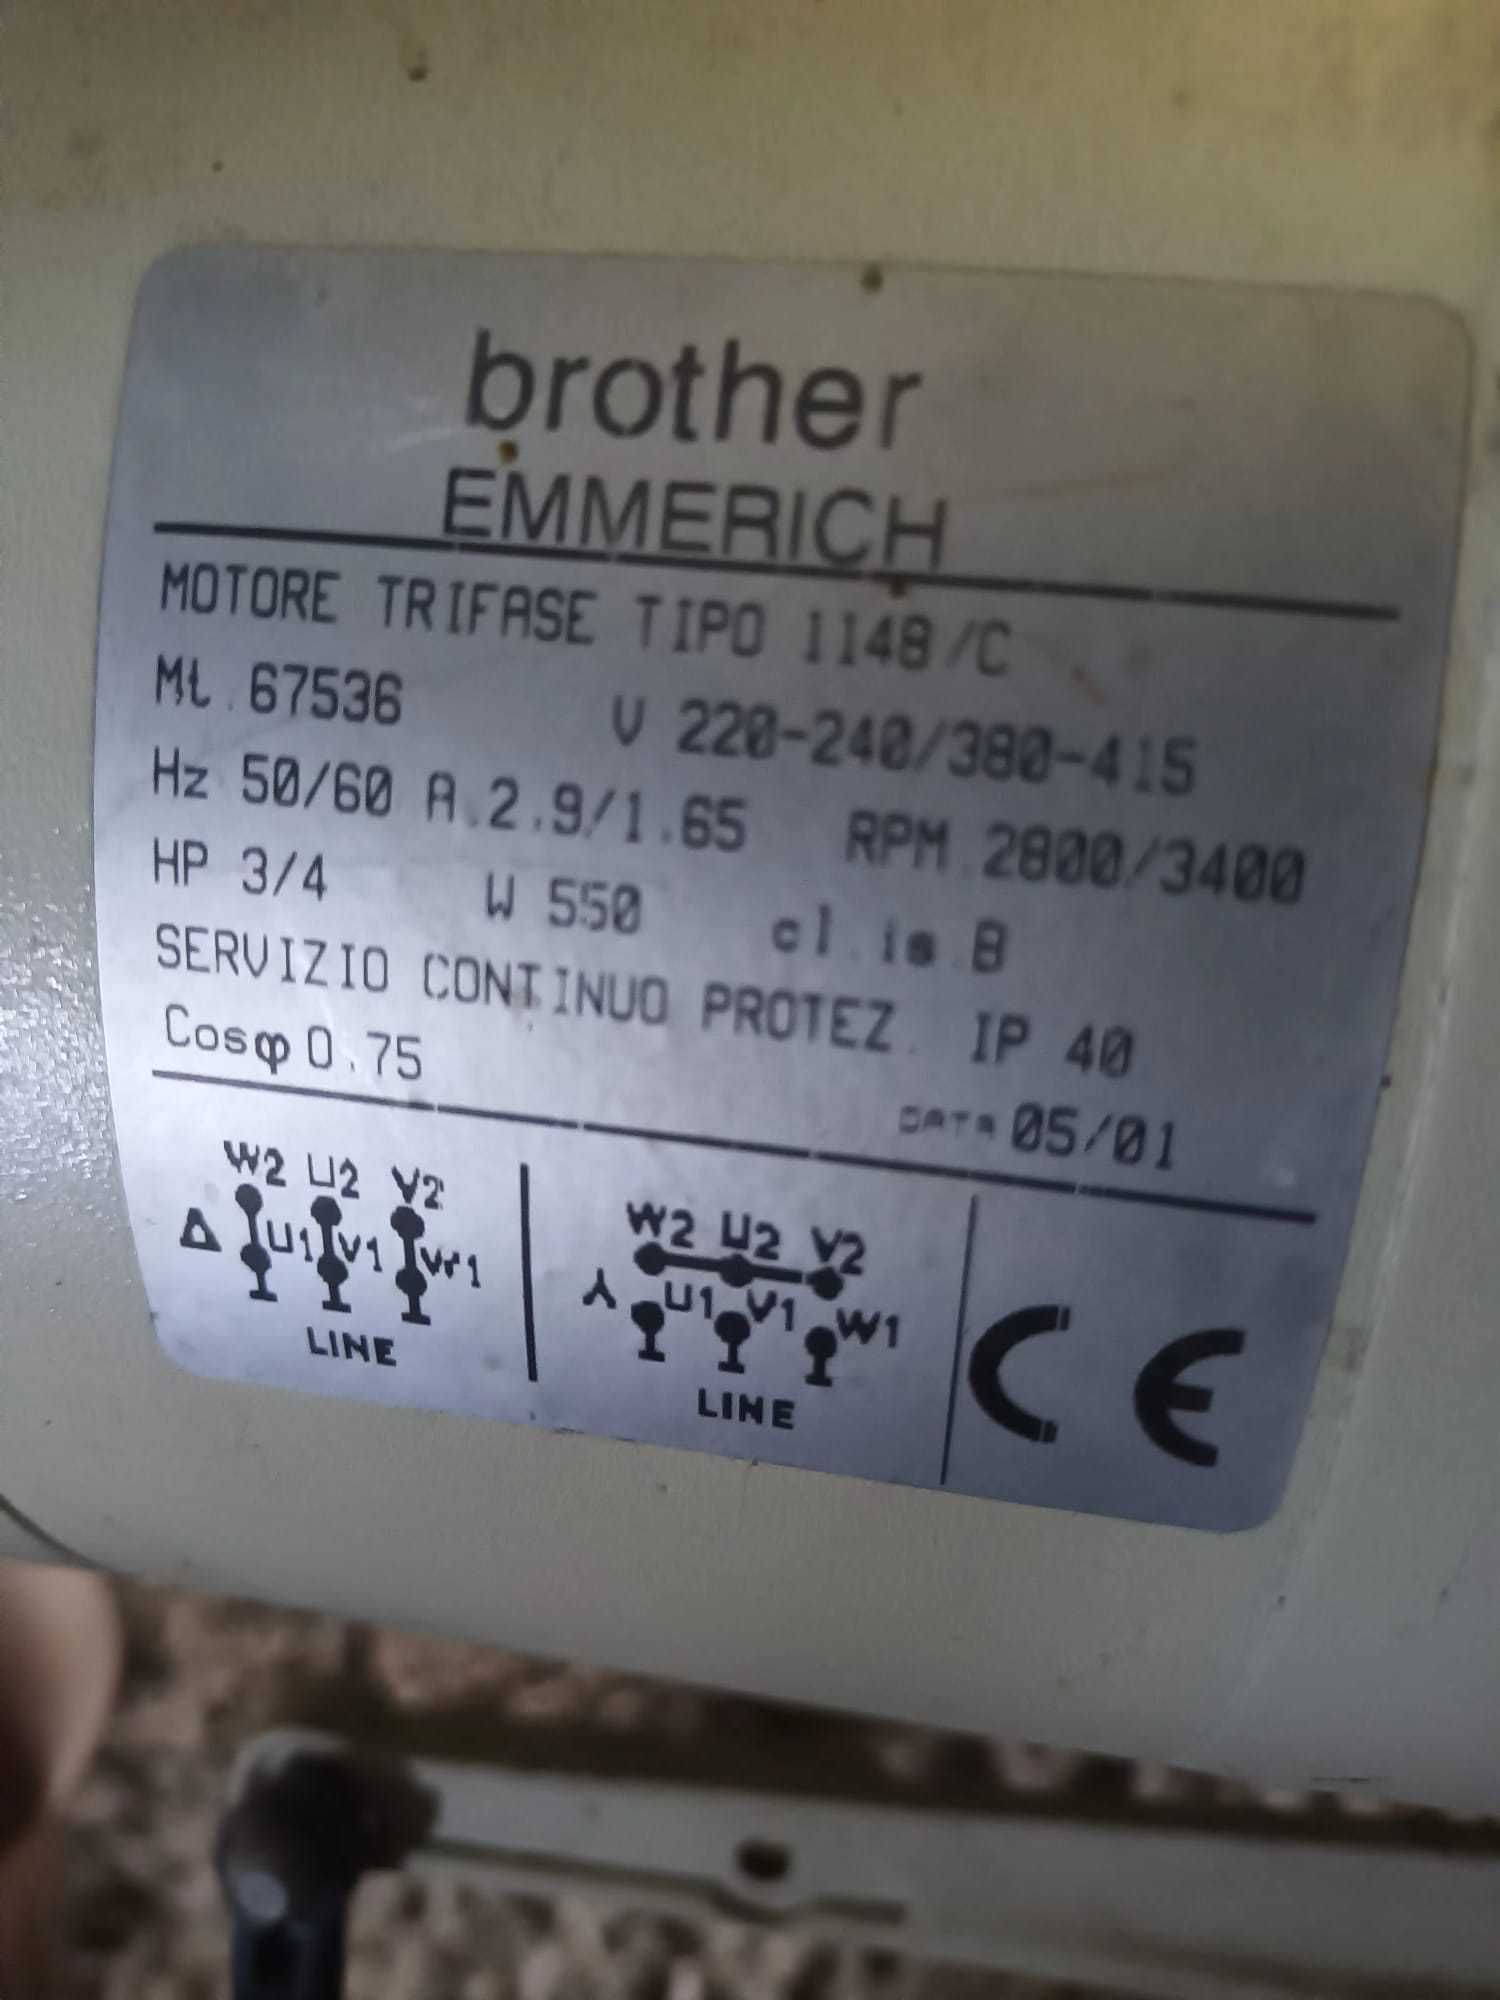 brother
EMMERICH
MOTORE TRIFASE TIPO 1148/C
Mt. 67536 V 220-240/380-415
Hz 50/60 A.2.9/1.65 RPM 2800/3400
HP 3/4 W 550 cl.is.B
SERVIZIO CONTINUO PROTEZ. IP 40
Cosφ 0.75
DATA 05/01
W2 U2 V2
Δ U1 V1 W1
LINE
W2 U2 V2
⅄ U1 V1 W1
LINE
CE